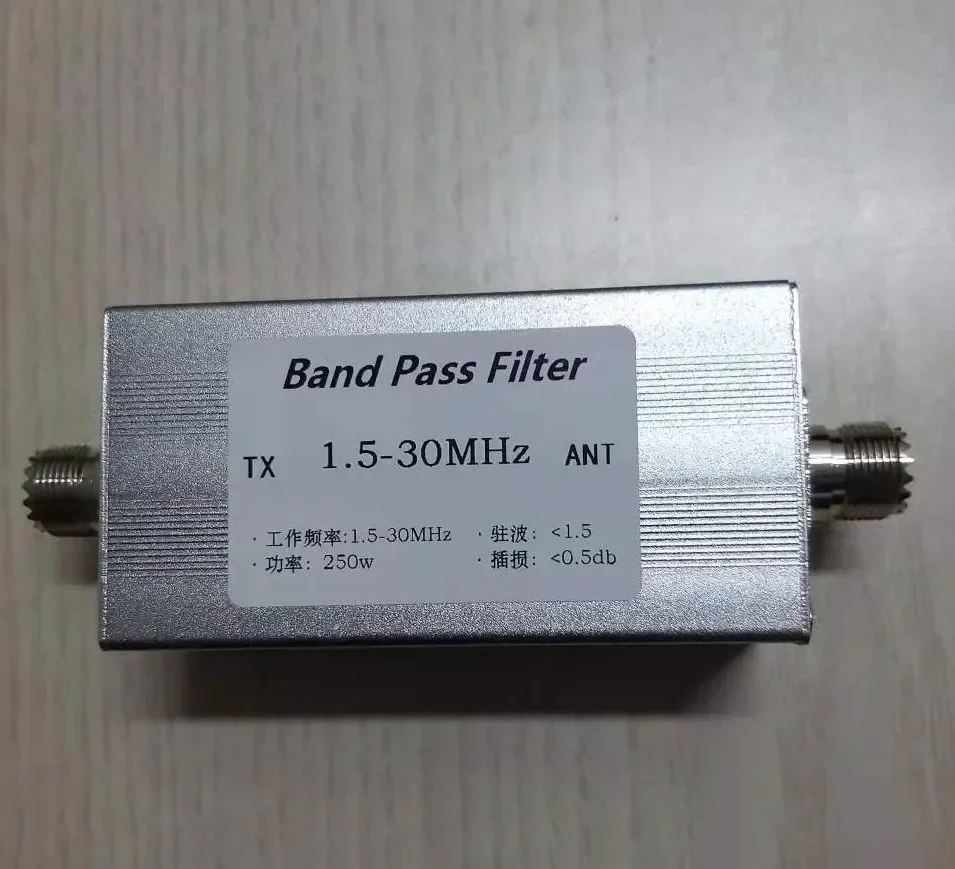 Band Pass Filter
TX 1.5-30MHz ANT
· 工作频率:1.5-30MHz · 驻波: <1.5
· 功率: 250w · 插损: <0.5db